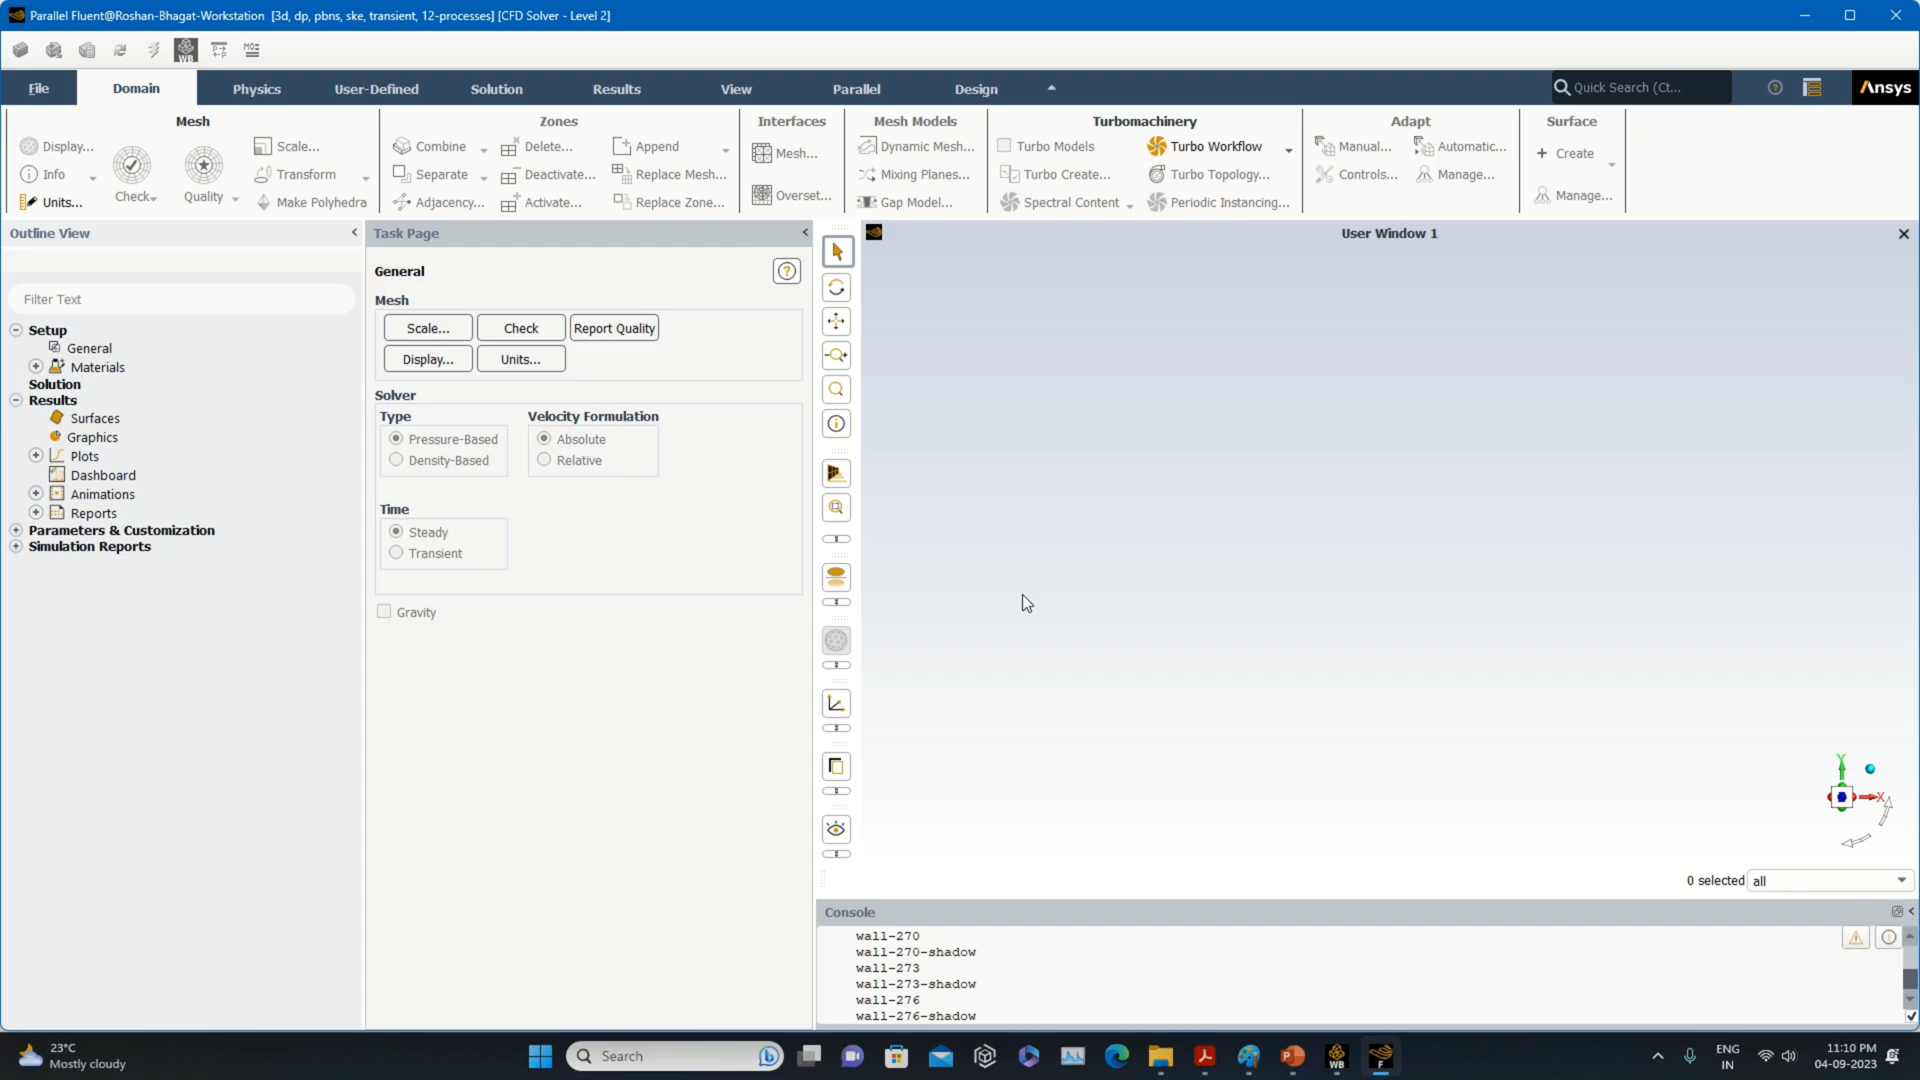 Parallel Fluent@Roshan-Bhagat-Workstation [3d, dp, pbns, ske, transient, 12-processes] [CFD Solver - Level 2]
WB
File Domain Physics User-Defined Solution Results View Parallel Design Quick Search (Ct... Ansys
Mesh
Display...
Info
Units...
Check
Quality
Scale...
Transform
Make Polyhedra
Zones
Combine
Separate
Adjacency...
Delete...
Deactivate...
Activate...
Append
Replace Mesh...
Replace Zone...
Interfaces
Mesh...
Overset...
Mesh Models
Dynamic Mesh...
Mixing Planes...
Gap Model...
Turbomachinery
Turbo Models
Turbo Create...
Spectral Content
Turbo Workflow
Turbo Topology...
Periodic Instancing...
Adapt
Manual...
Controls...
Automatic...
Manage...
Surface
+ Create
Manage...
Outline View
Filter Text
Setup
General
Materials
Solution
Results
Surfaces
Graphics
Plots
Dashboard
Animations
Reports
Parameters & Customization
Simulation Reports
Task Page
General
Mesh
Scale... Check Report Quality
Display... Units...
Solver
Type
Pressure-Based
Density-Based
Velocity Formulation
Absolute
Relative
Time
Steady
Transient
Gravity
User Window 1
Y
X
0 selected all
Console
wall-270
wall-270-shadow
wall-273
wall-273-shadow
wall-276
wall-276-shadow
23°C
Mostly cloudy
Search
WB
F
ENG
IN
11:10 PM
04-09-2023